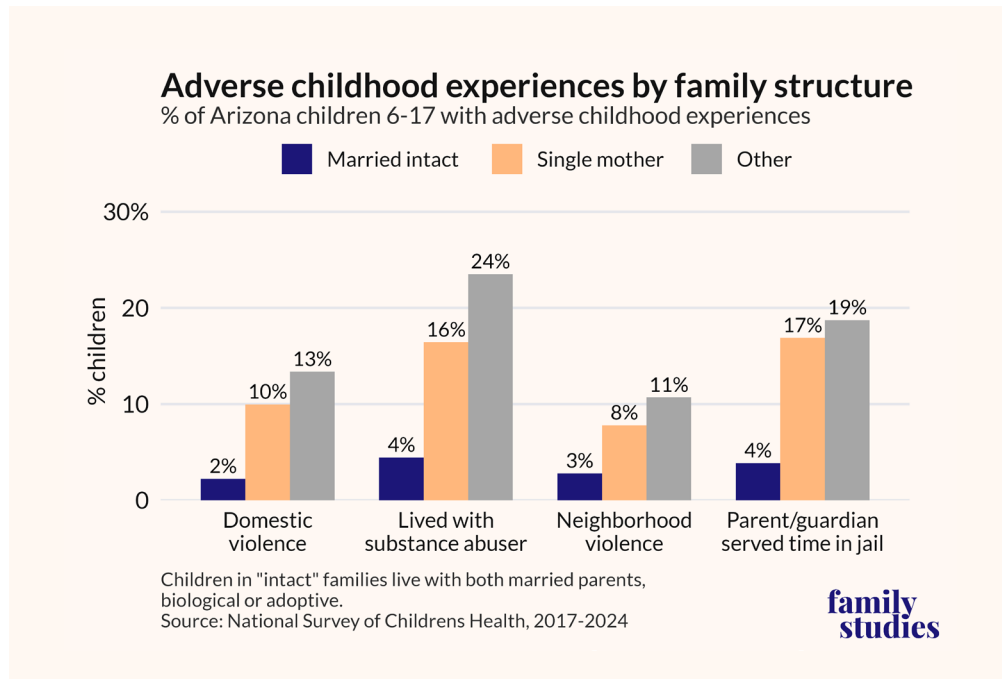 Adverse childhood experiences by family structure
% of Arizona children 6-17 with adverse childhood experiences
Married intact
Single mother
Other
30%
20
10
0
% children
2%
10%
13%
4%
16%
24%
3%
8%
11%
4%
17%
19%
Domestic
violence
Lived with
substance abuser
Neighborhood
violence
Parent/guardian
served time in jail
Children in "intact" families live with both married parents,
biological or adoptive.
Source: National Survey of Childrens Health, 2017-2024
family
studies